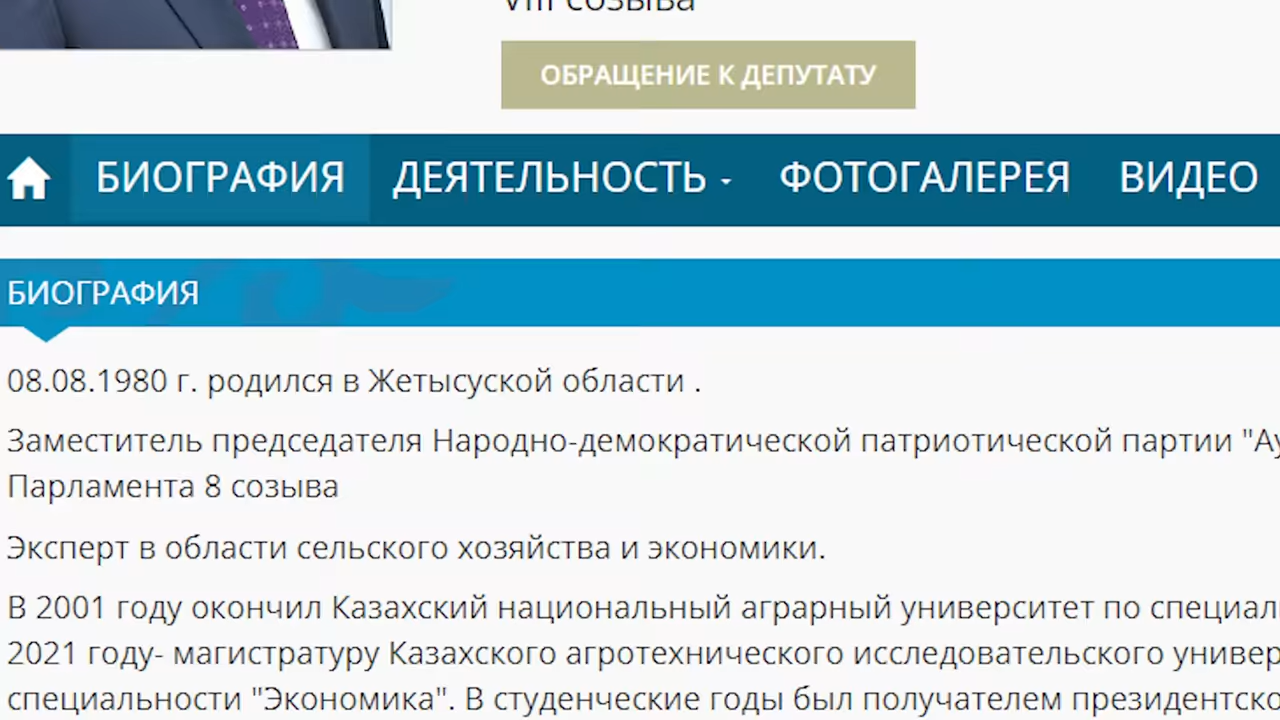 VIII созыва
ОБРАЩЕНИЕ К ДЕПУТАТУ
БИОГРАФИЯ ДЕЯТЕЛЬНОСТЬ ФОТОГАЛЕРЕЯ ВИДЕО
БИОГРАФИЯ
08.08.1980 г. родился в Жетысуской области .
Заместитель председателя Народно-демократической патриотической партии
Парламента 8 созыва
Эксперт в области сельского хозяйства и экономики.
В 2001 году окончил Казахский национальный аграрный университет по
2021 году- магистратуру Казахского агротехнического исследовательского
специальности "Экономика". В студенческие годы был получателем